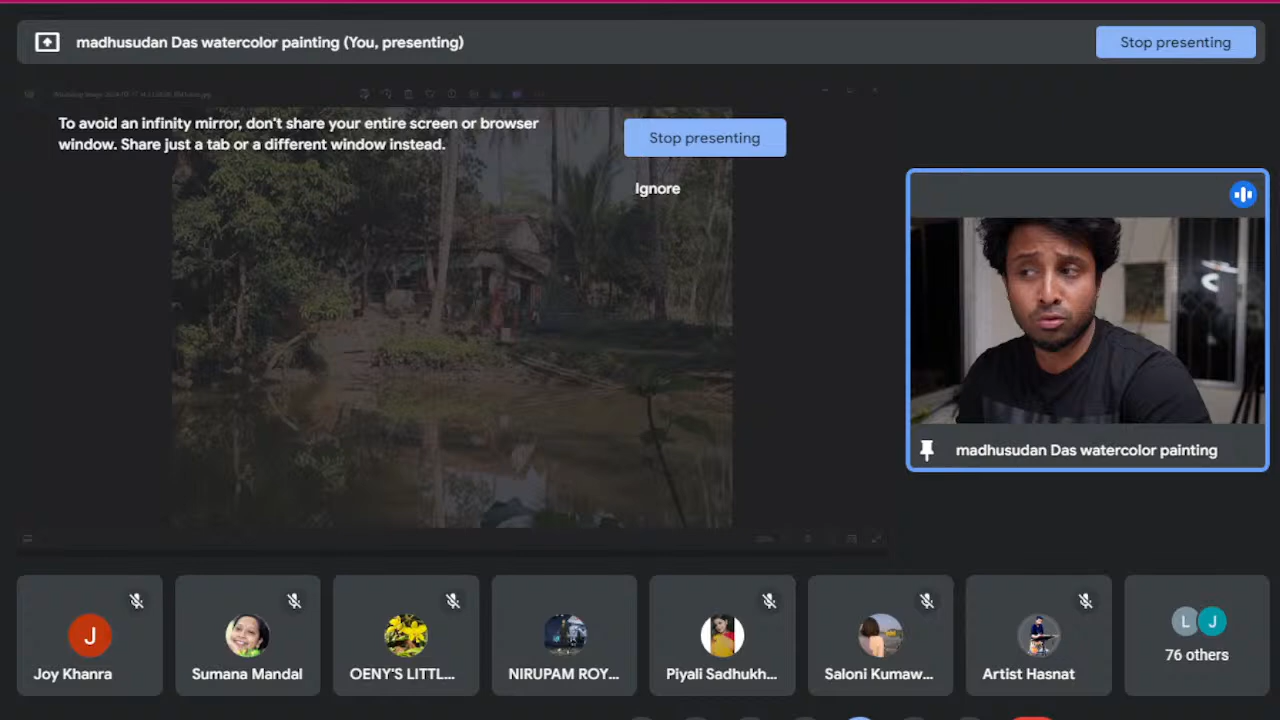 madhusudan Das watercolor painting (You, presenting)
Stop presenting
To avoid an infinity mirror, don't share your entire screen or browser
window. Share just a tab or a different window instead.
Stop presenting
Ignore
madhusudan Das watercolor painting
J
Joy Khanra
Sumana Mandal
OENY'S LITTL...
NIRUPAM ROY...
Piyali Sadhukh...
Saloni Kumaw...
Artist Hasnat
L J
76 others